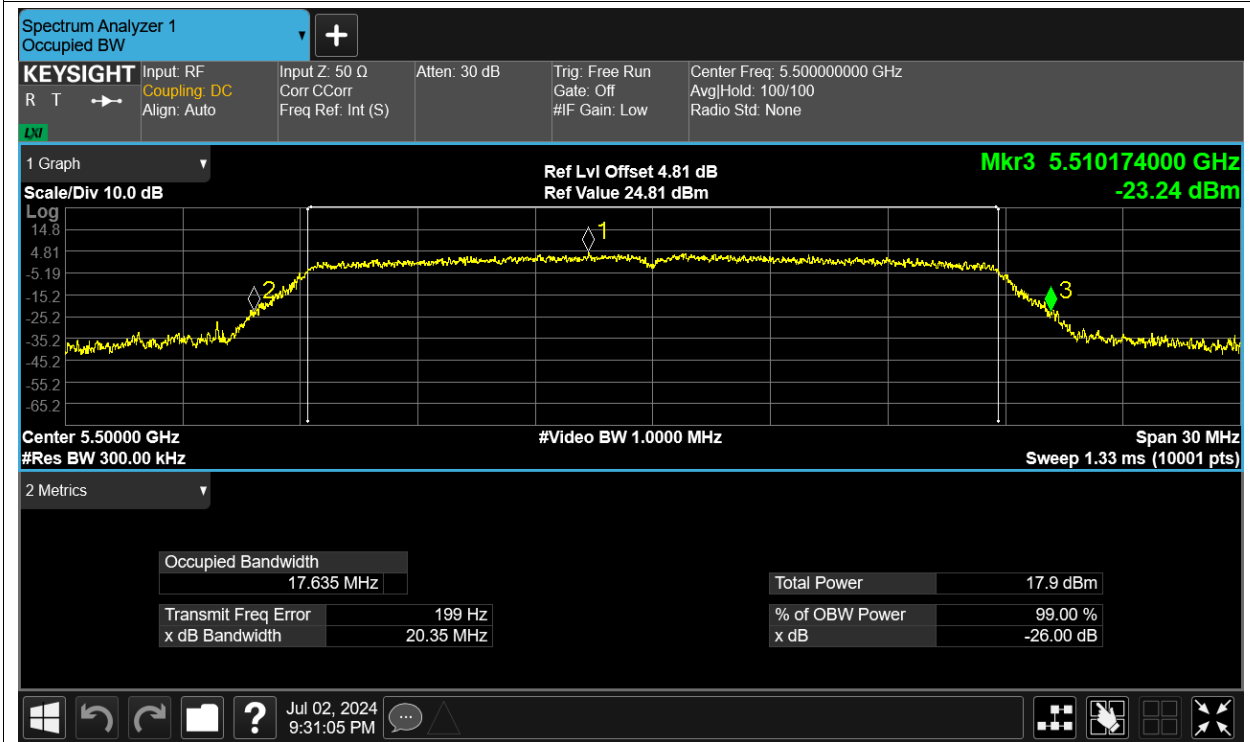 Spectrum Analyzer 1
Occupied BW
KEYSIGHT
R T
LXI
Input: RF
Coupling: DC
Align: Auto
Input Z: 50 Ω
Corr CCorr
Freq Ref: Int (S)
Atten: 30 dB
Trig: Free Run
Gate: Off
#IF Gain: Low
Center Freq: 5.500000000 GHz
Avg|Hold: 100/100
Radio Std: None
1 Graph
Scale/Div 10.0 dB
Ref Lvl Offset 4.81 dB
Ref Value 24.81 dBm
Mkr3 5.510174000 GHz
-23.24 dBm
Log
14.8
4.81
-5.19
-15.2
-25.2
-35.2
-45.2
-55.2
-65.2
1
2
3
Center 5.50000 GHz
#Video BW 1.0000 MHz
Span 30 MHz
#Res BW 300.00 kHz
Sweep 1.33 ms (10001 pts)
2 Metrics
Occupied Bandwidth
17.635 MHz
Total Power 17.9 dBm
Transmit Freq Error 199 Hz
% of OBW Power 99.00 %
x dB Bandwidth 20.35 MHz
x dB -26.00 dB
?
Jul 02, 2024
9:31:05 PM